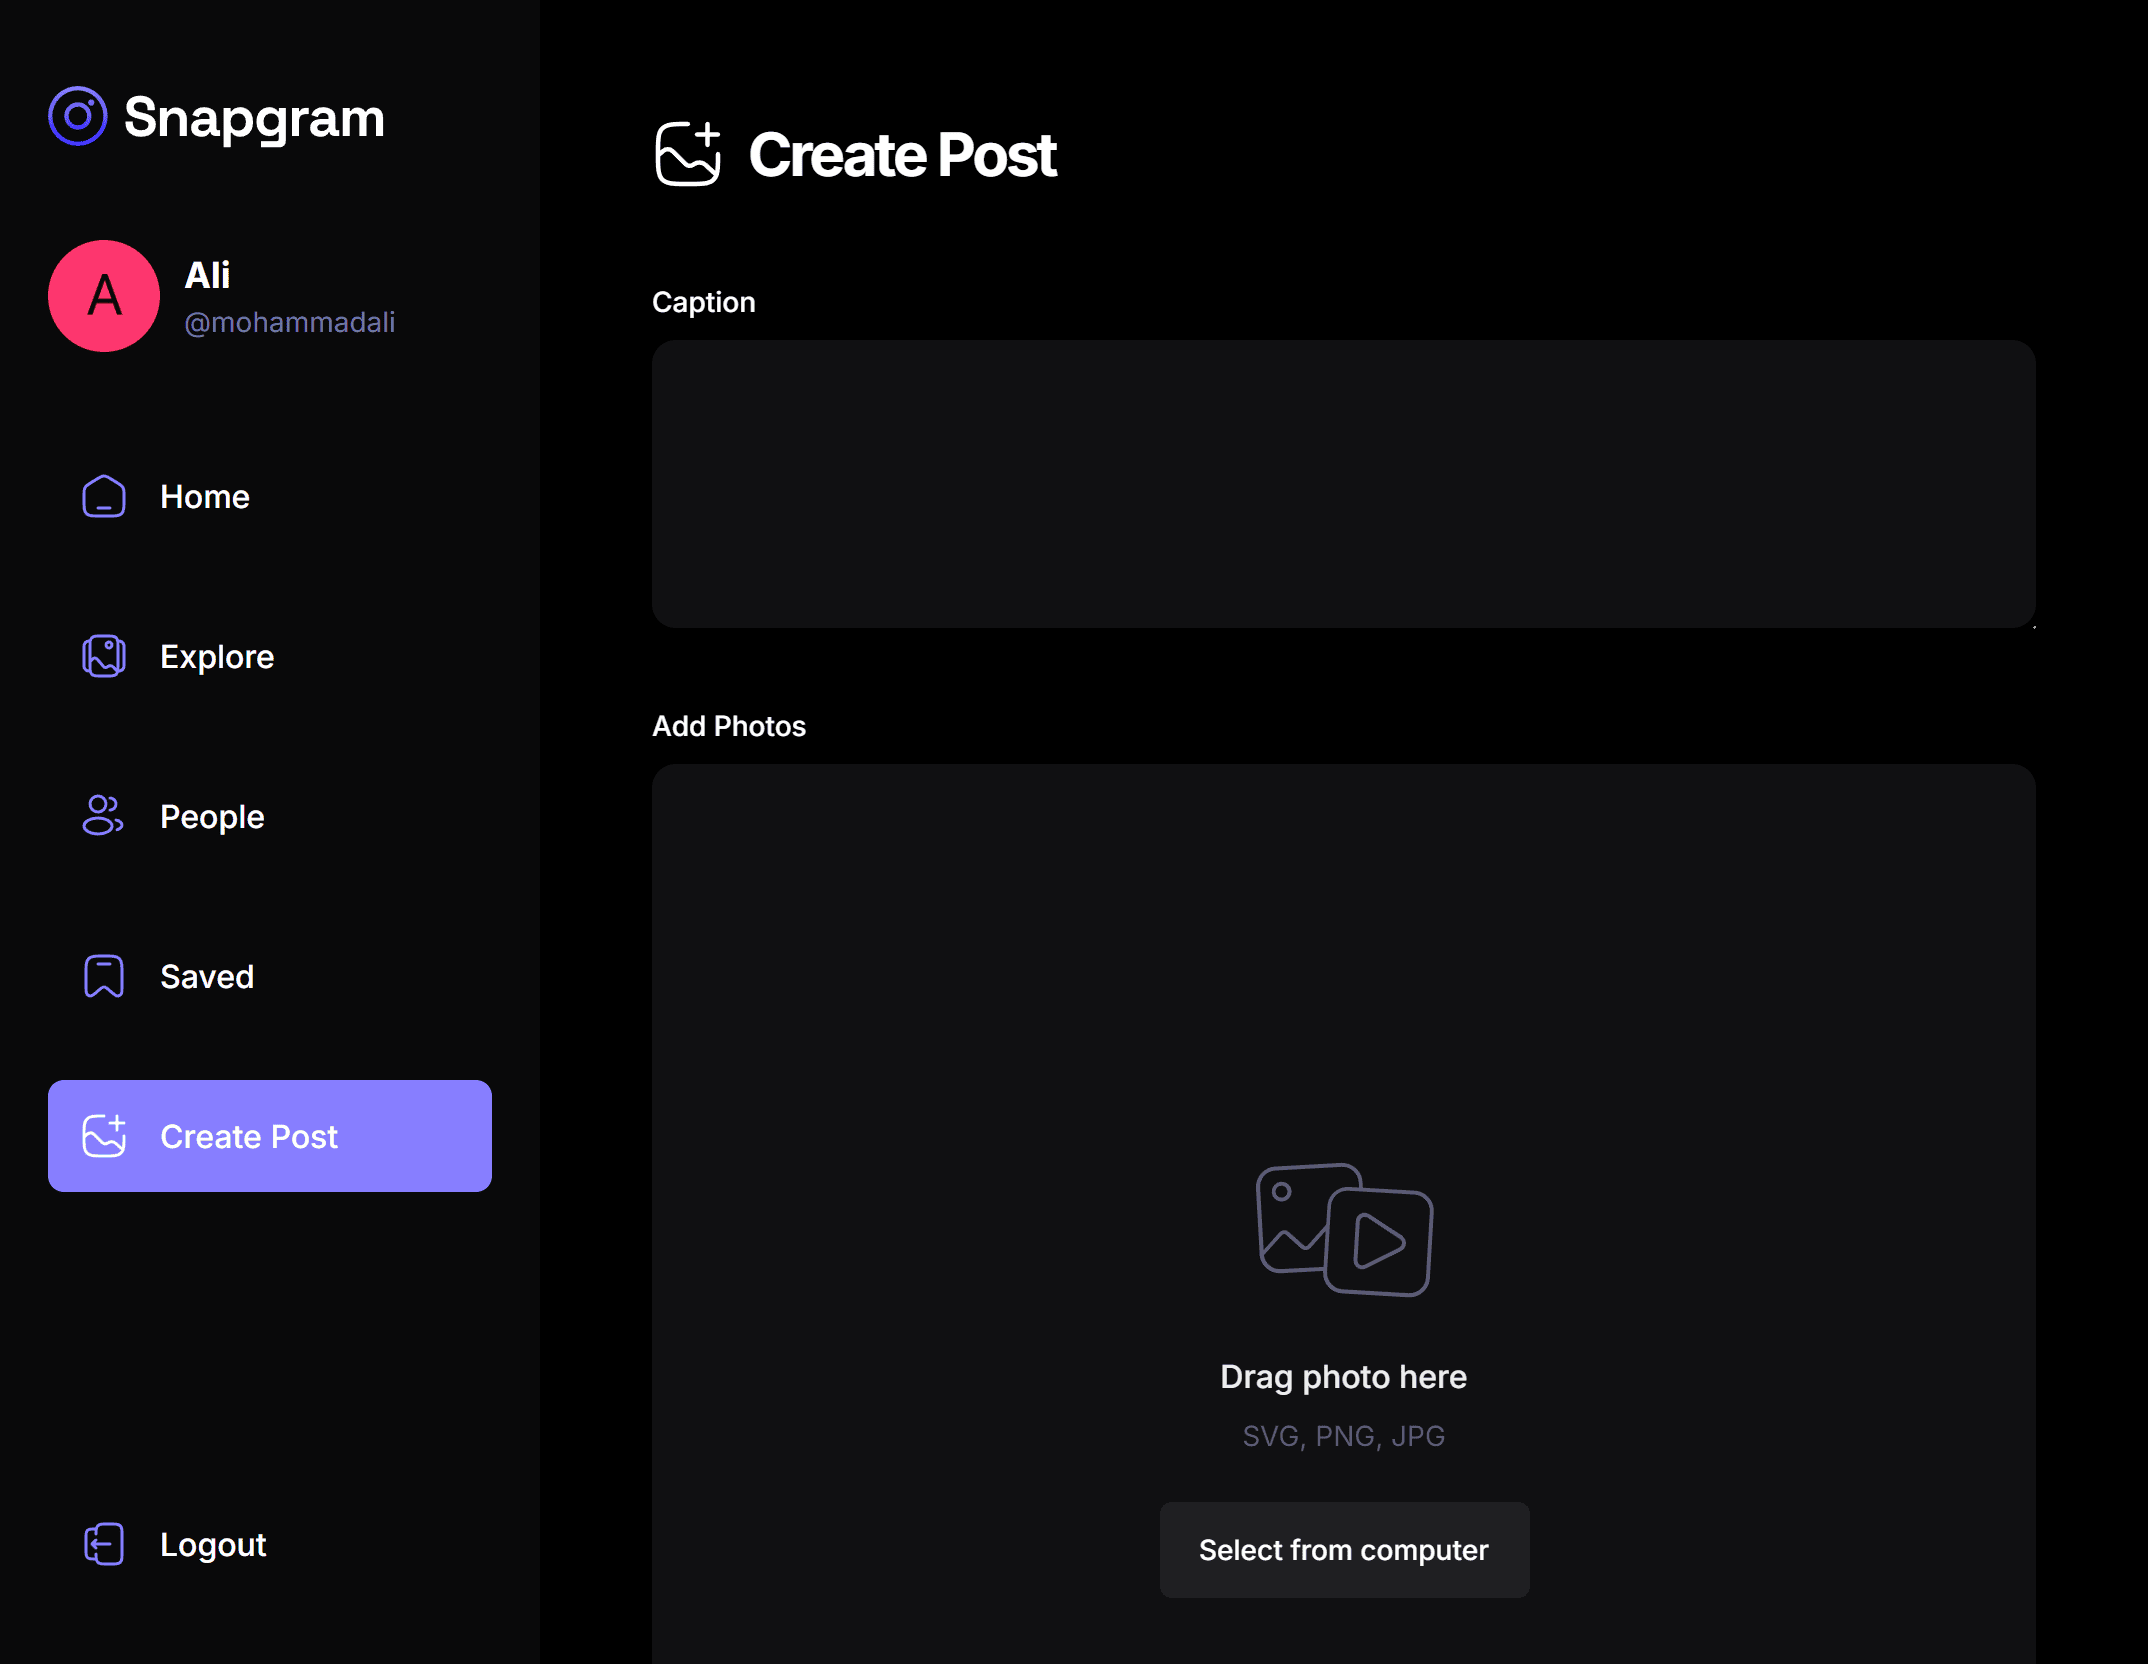 Snapgram
A
Ali
@mohammadali
Home
Explore
People
Saved
Create Post
Logout
Create Post
Caption
Add Photos
Drag photo here
SVG, PNG, JPG
Select from computer